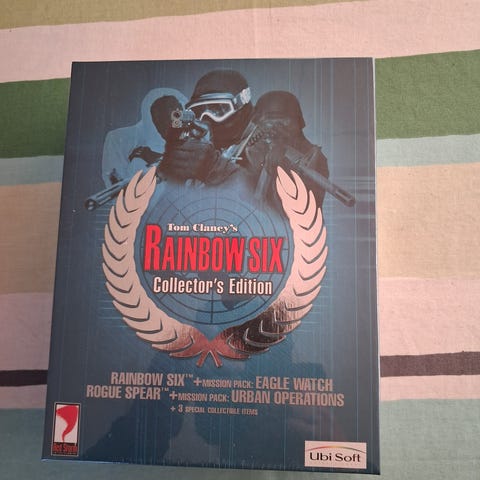 Tom Clancy's
RAINBOW SIX
Collector's Edition
RAINBOW SIX™ + MISSION PACK: EAGLE WATCH
ROGUE SPEAR™ + MISSION PACK: URBAN OPERATIONS
+ 3 SPECIAL COLLECTIBLE ITEMS
Red Storm
Ubi Soft